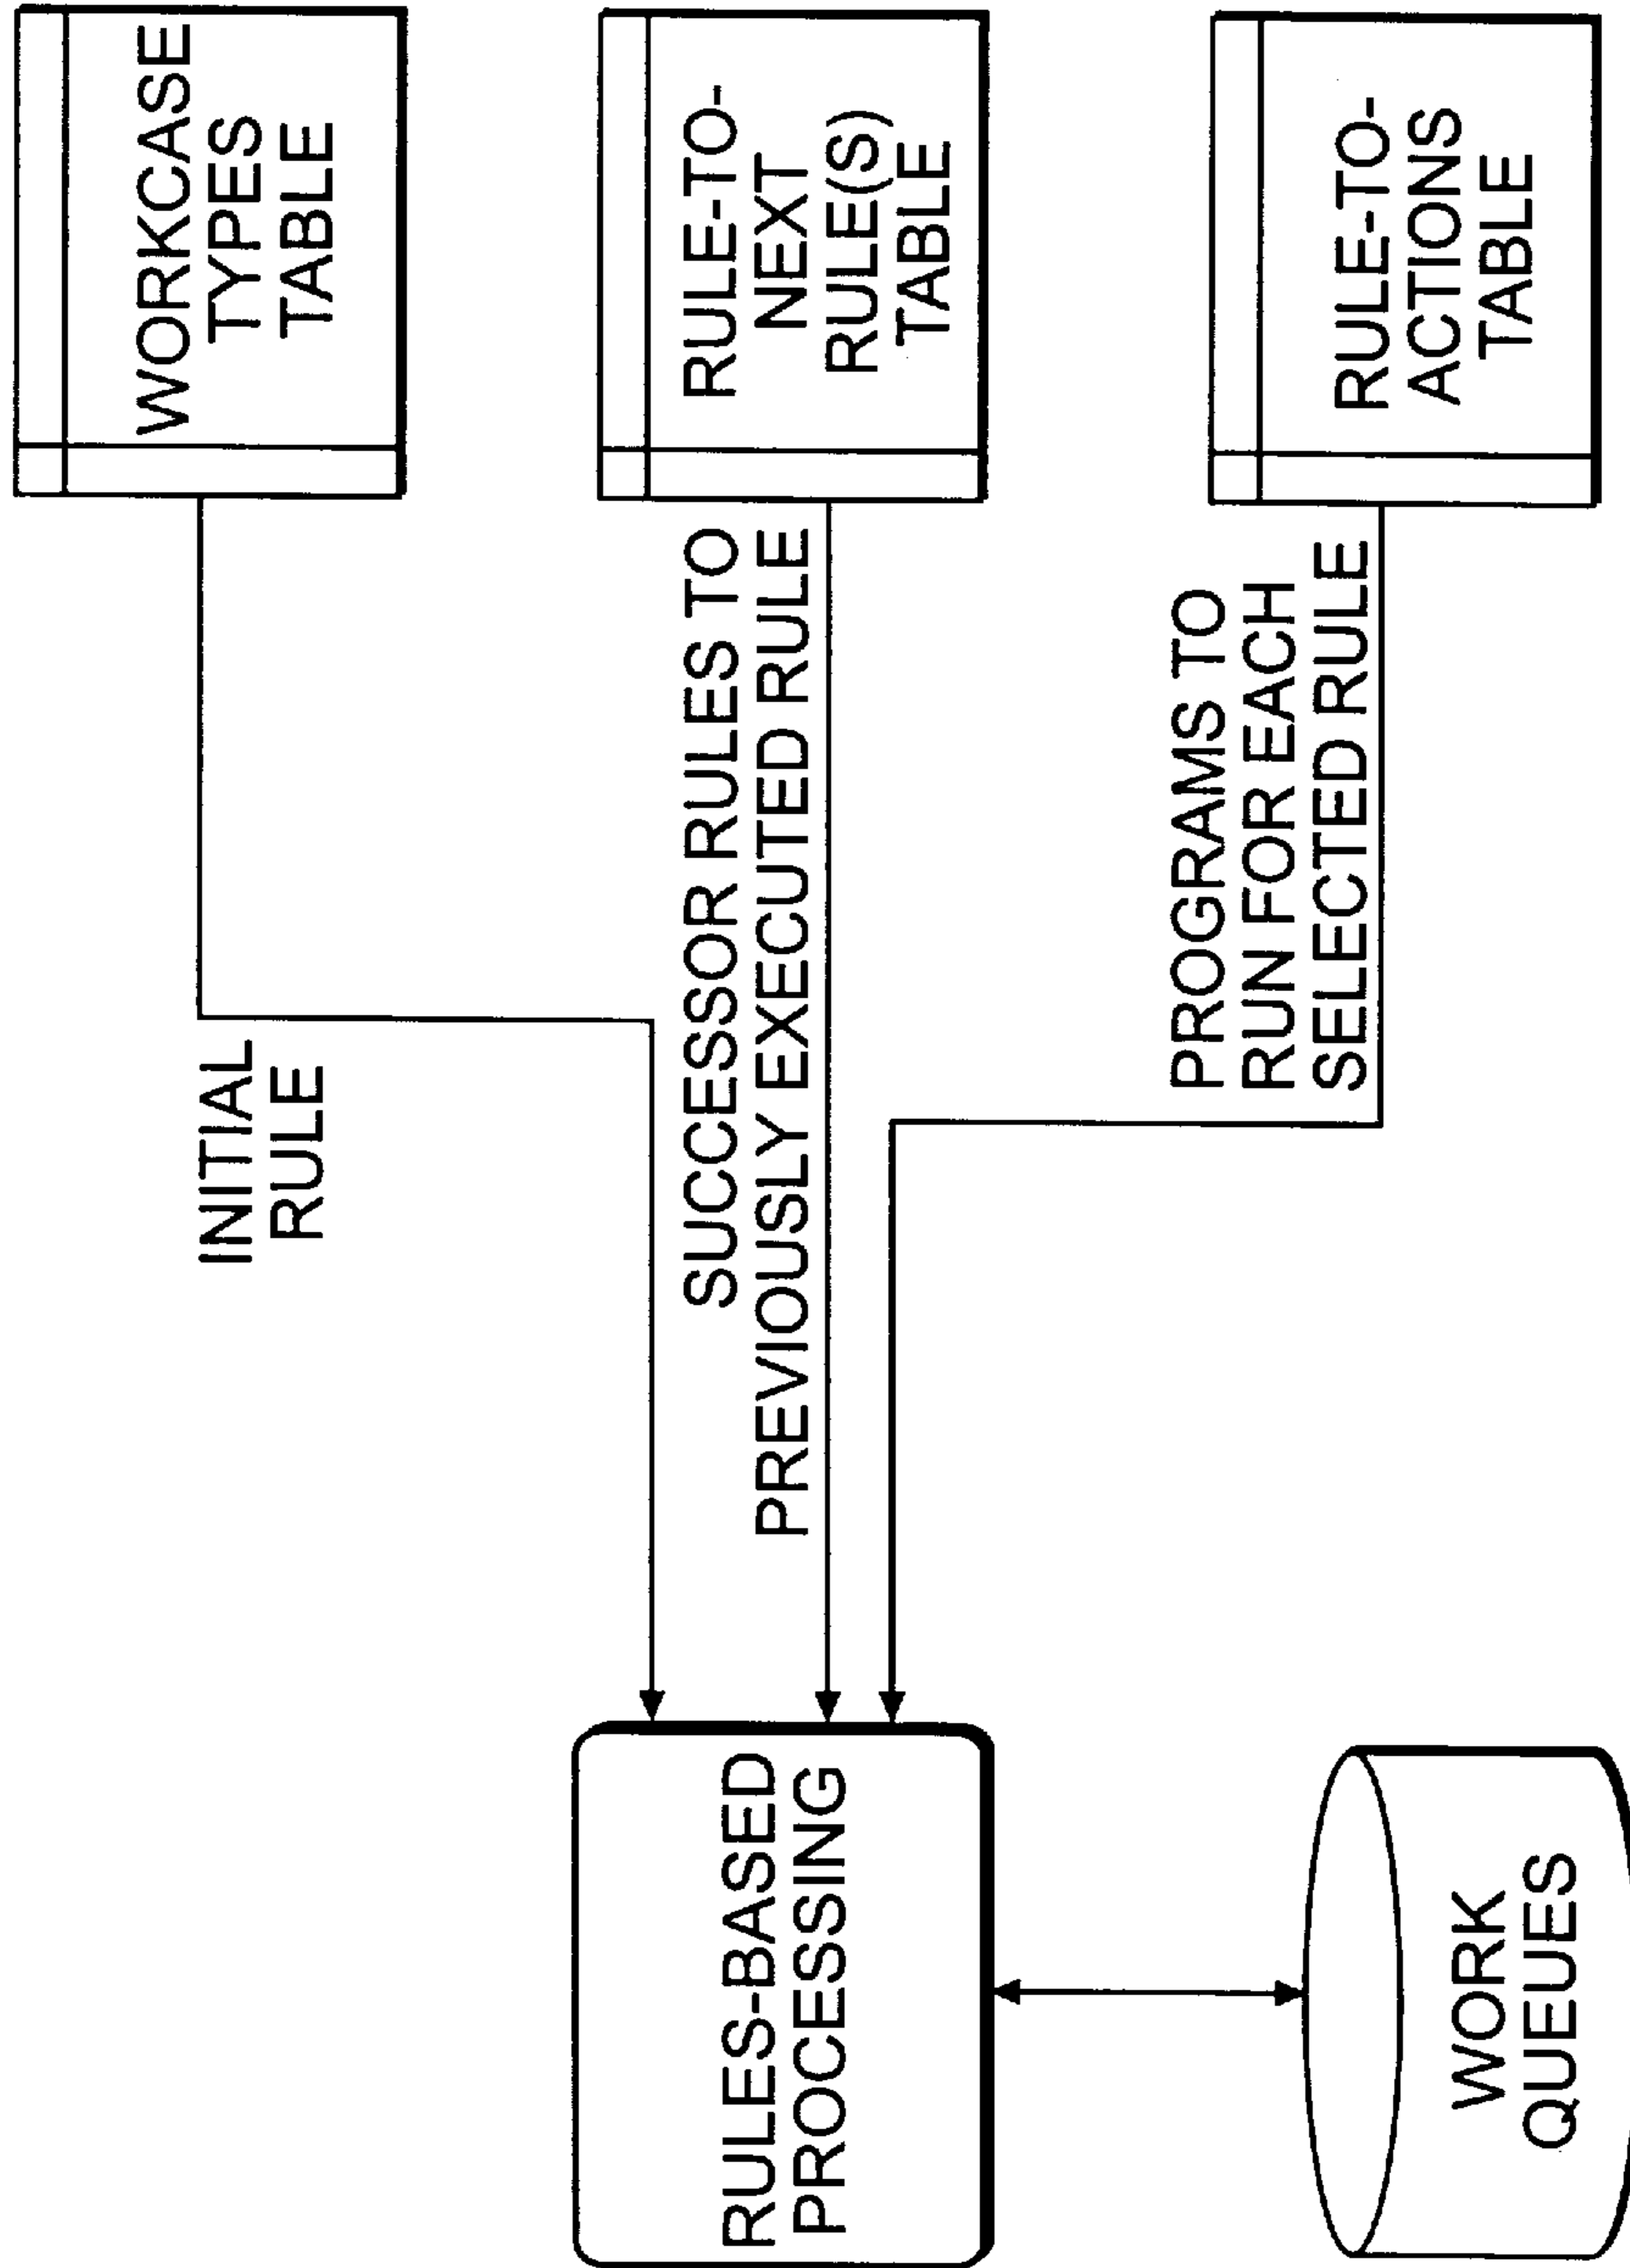 WORKCASE
TYPES
TABLE
INITIAL
RULE
RULE-TO-
NEXT
RULE(S)
TABLE
SUCCESSOR RULES TO
PREVIOUSLY EXECUTED RULE
RULES-BASED
PROCESSING
RULE-TO-
ACTIONS
TABLE
PROGRAMS TO
RUN FOR EACH
SELECTED RULE
WORK
QUEUES